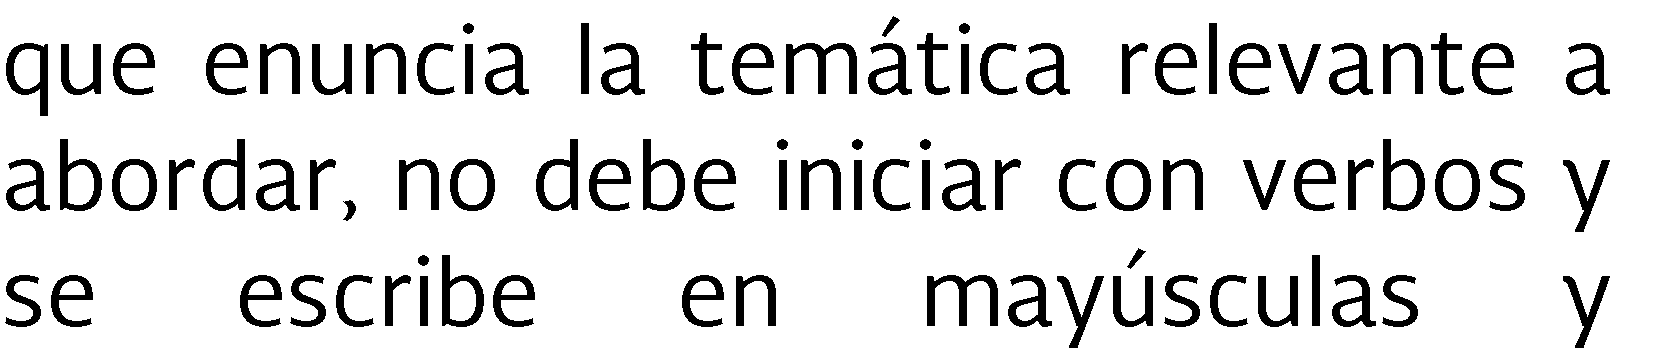 que enuncia la temática relevante a
abordar, no debe iniciar con verbos y
se escribe en mayúsculas y